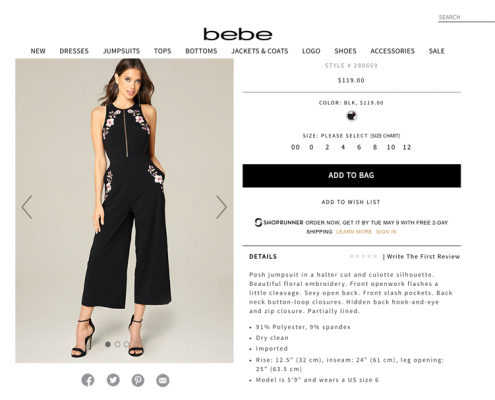 SEARCH
bebe
NEW DRESSES JUMPSUITS TOPS BOTTOMS JACKETS & COATS LOGO SHOES ACCESSORIES SALE
STYLE # 280659
$119.00
COLOR: BLK, $119.00
SIZE: PLEASE SELECT (SIZE CHART)
00 0 2 4 6 8 10 12
ADD TO BAG
ADD TO WISH LIST
SHOPRUNNER ORDER NOW, GET IT BY TUE MAY 9 WITH FREE 2-DAY
SHIPPING LEARN MORE SIGN IN
DETAILS | Write The First Review
Posh jumpsuit in a halter cut and culotte silhouette.
Beautiful floral embroidery. Front openwork flashes a
little cleavage. Sexy open back. Front slash pockets. Back
neck button-loop closures. Hidden back hook-and-eye
and zip closure. Partially lined.
• 91% Polyester, 9% spandex
• Dry clean
• Imported
• Rise: 12.5" (32 cm), inseam: 24" (61 cm), leg opening:
25" (63.5 cm)
• Model is 5'9" and wears a US size 6